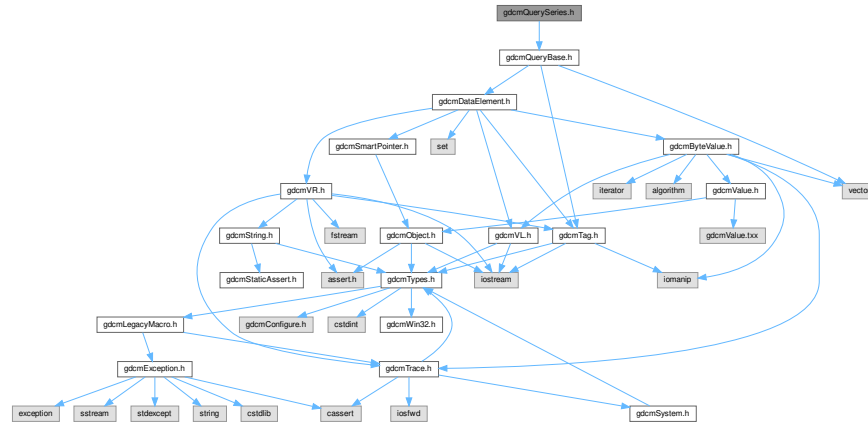 gdcmQuerySeries.h
gdcmQueryBase.h
gdcmDataElement.h
gdcmSmartPointer.h
set
gdcmByteValue.h
gdcmVR.h
iterator
algorithm
gdcmValue.h
vector
gdcmString.h
fstream
gdcmObject.h
gdcmVL.h
gdcmTag.h
gdcmValue.txx
gdcmStaticAssert.h
assert.h
gdcmTypes.h
iostream
iomanip
gdcmLegacyMacro.h
gdcmConfigure.h
cstdint
gdcmWin32.h
gdcmException.h
gdcmTrace.h
exception
sstream
stdexcept
string
cstdlib
cassert
iosfwd
gdcmSystem.h